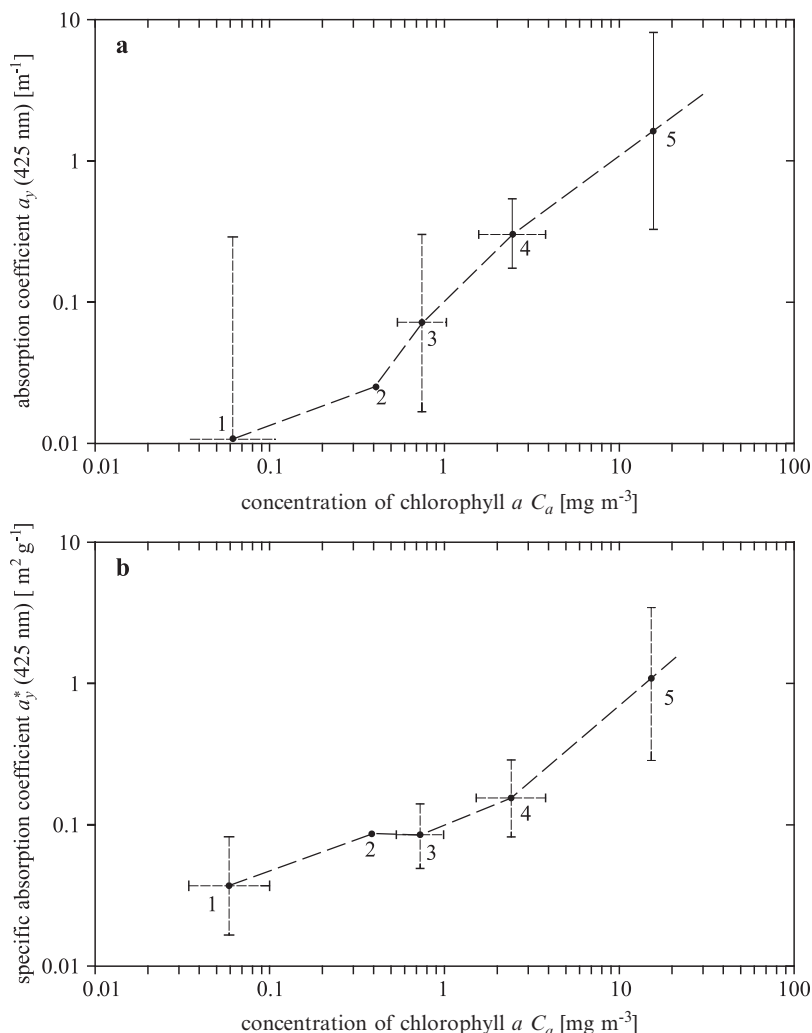 a
absorption coefficient a_y (425 nm) [m⁻¹]
10
1
0.1
0.01
1
2
3
4
5
0.01 0.1 1 10 100
concentration of chlorophyll a C_a [mg m⁻³]
b
specific absorption coefficient a*_y (425 nm) [ m² g⁻¹]
10
1
0.1
0.01
1
2
3
4
5
0.01 0.1 1 10 100
concentration of chlorophyll a C_a [mg m⁻³]